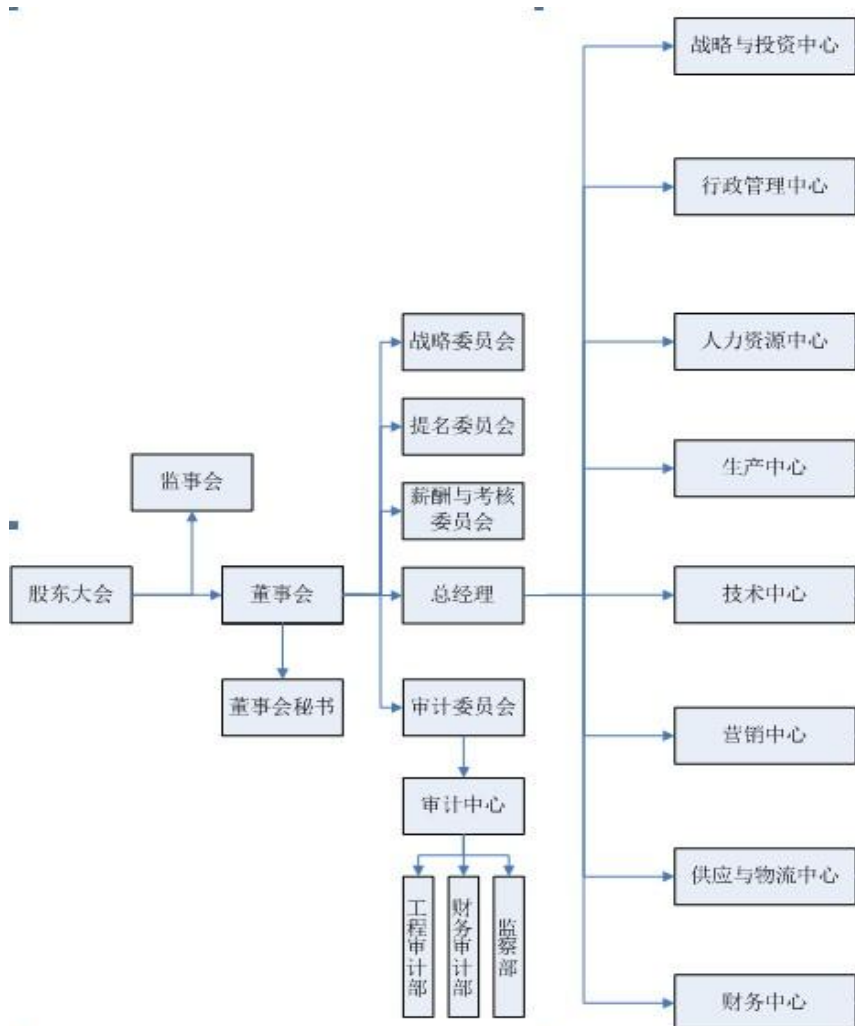 战略与投资中心
行政管理中心
人力资源中心
战略委员会
提名委员会
生产中心
监事会
薪酬与考核
委员会
股东大会
董事会
总经理
技术中心
董事会秘书
审计委员会
营销中心
审计中心
供应与物流中心
工程审计部
财务审计部
监察部
财务中心